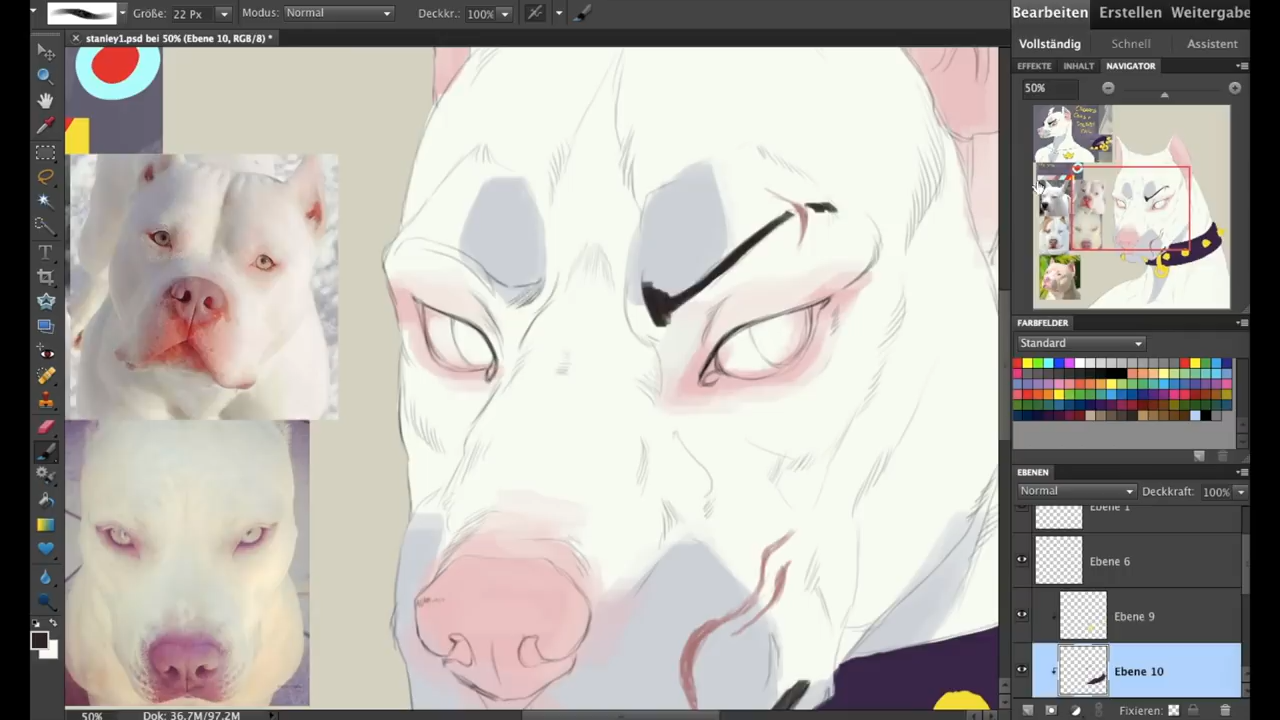 Größe: 22 Px Modus: Normal Deckkr.: 100%
Bearbeiten Erstellen Weitergabe
stanley1.psd bei 50% (Ebene 10, RGB/8) *
Vollständig Schnell Assistent
EFFEKTE INHALT NAVIGATOR
50%
FARBFELDER
Standard
EBENEN
Normal Deckkraft: 100%
Ebene 1
Ebene 6
Ebene 9
Ebene 10
50% Dok: 36,7M/97,2M Fixieren: